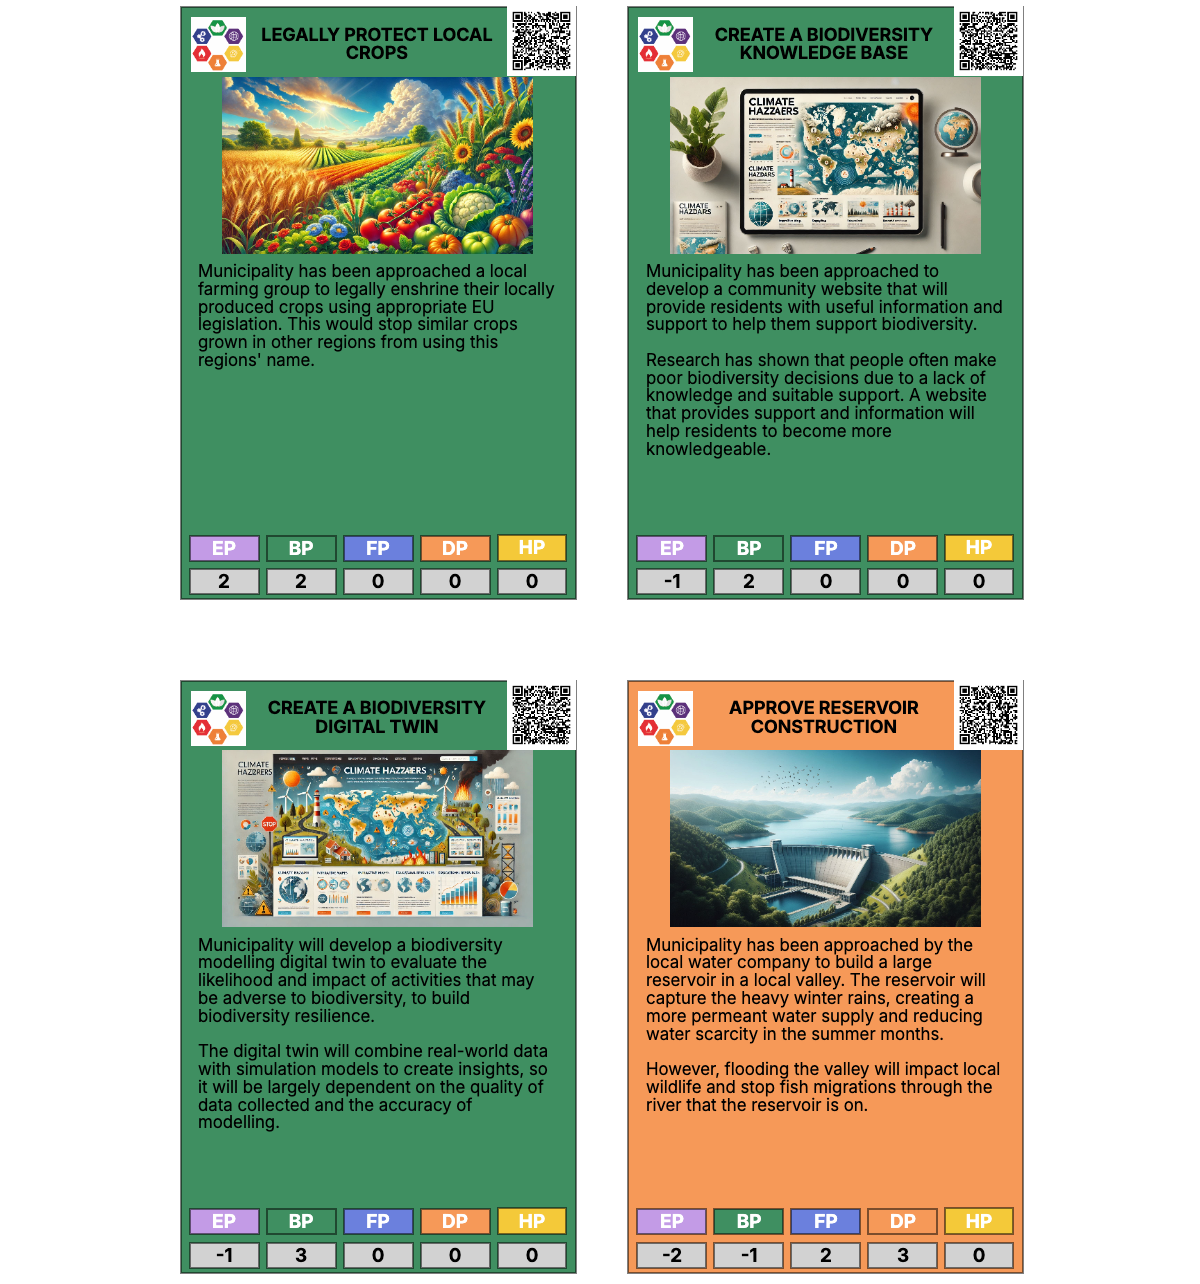 LEGALLY PROTECT LOCAL
CROPS
Municipality has been approached a local
farming group to legally enshrine their locally
produced crops using appropriate EU
legislation. This would stop similar crops
grown in other regions from using this
regions' name.
EP BP FP DP HP
2 2 0 0 0
CREATE A BIODIVERSITY
KNOWLEDGE BASE
CLIMATE
HAZZAERS
CLIMATE
HAZDARS
Municipality has been approached to
develop a community website that will
provide residents with useful information and
support to help them support biodiversity.
Research has shown that people often make
poor biodiversity decisions due to a lack of
knowledge and suitable support. A website
that provides support and information will
help residents to become more
knowledgeable.
EP BP FP DP HP
-1 2 0 0 0
CREATE A BIODIVERSITY
DIGITAL TWIN
CLIMATE HAZZAERS
STOP
Municipality will develop a biodiversity
modelling digital twin to evaluate the
likelihood and impact of activities that may
be adverse to biodiversity, to build
biodiversity resilience.
The digital twin will combine real-world data
with simulation models to create insights, so
it will be largely dependent on the quality of
data collected and the accuracy of
modelling.
EP BP FP DP HP
-1 3 0 0 0
APPROVE RESERVOIR
CONSTRUCTION
Municipality has been approached by the
local water company to build a large
reservoir in a local valley. The reservoir will
capture the heavy winter rains, creating a
more permeant water supply and reducing
water scarcity in the summer months.
However, flooding the valley will impact local
wildlife and stop fish migrations through the
river that the reservoir is on.
EP BP FP DP HP
-2 -1 2 3 0